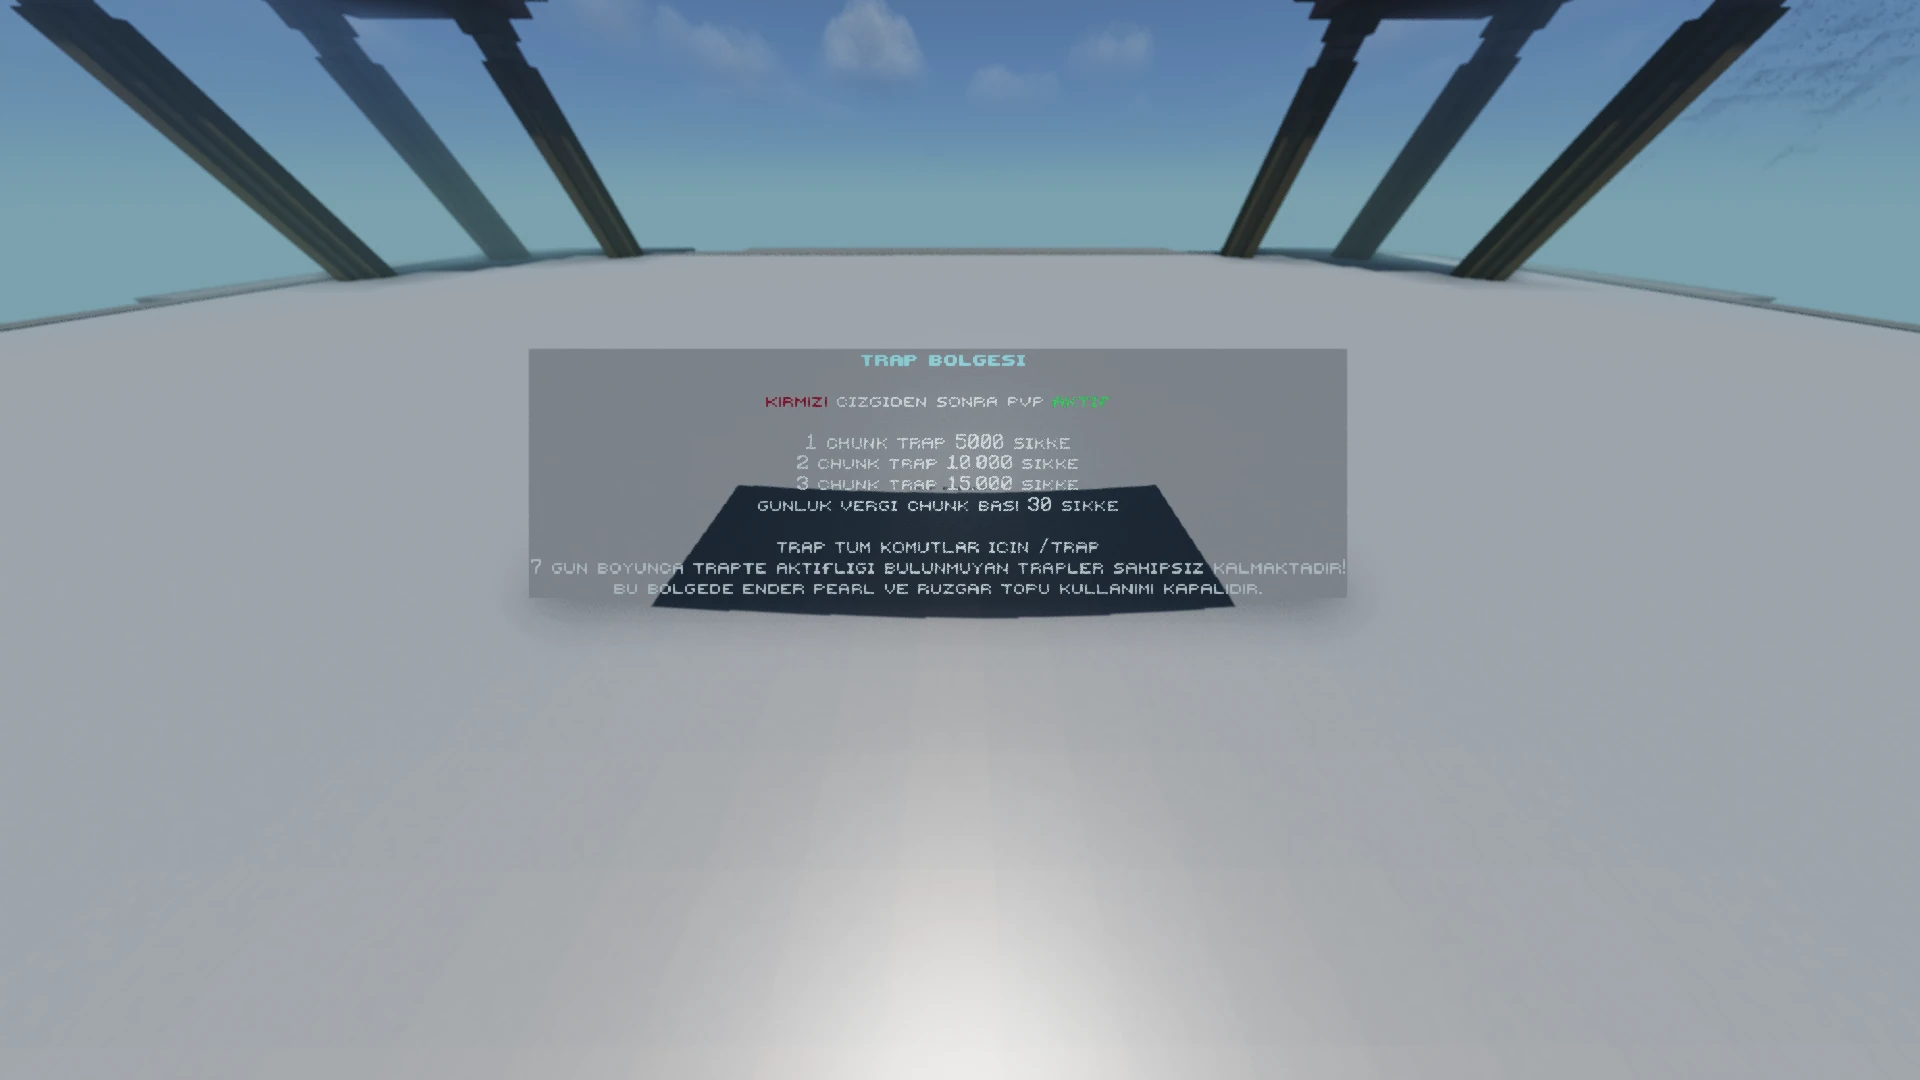 TRAP BOLGESI
KIRMIZI CIZGIDEN SONRA PVP AKTIF
1 CHUNK TRAP 5000 SIKKE
2 CHUNK TRAP 10000 SIKKE
3 CHUNK TRAP 15.000 SIKKE
GUNLUK VERGI CHUNK BASI 30 SIKKE
TRAP TUM KOMUTLAR ICIN /TRAP
7 GUN BOYUNCA TRAPTE AKTIFLIGI BULUNMUYAN TRAPLER SAHIPSIZ KALMAKTADIR!
BU BOLGEDE ENDER PEARL VE RUZGAR TOPU KULLANIMI KAPALIDIR.